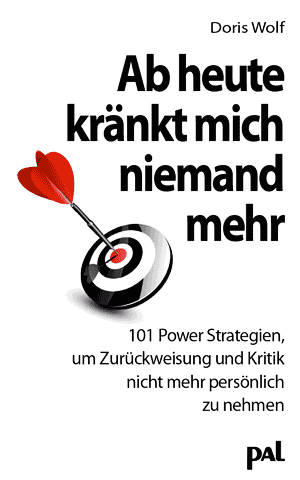 Doris Wolf
Ab heute
kränkt mich
niemand
mehr
101 Power Strategien,
um Zurückweisung und Kritik
nicht mehr persönlich
zu nehmen
PAL